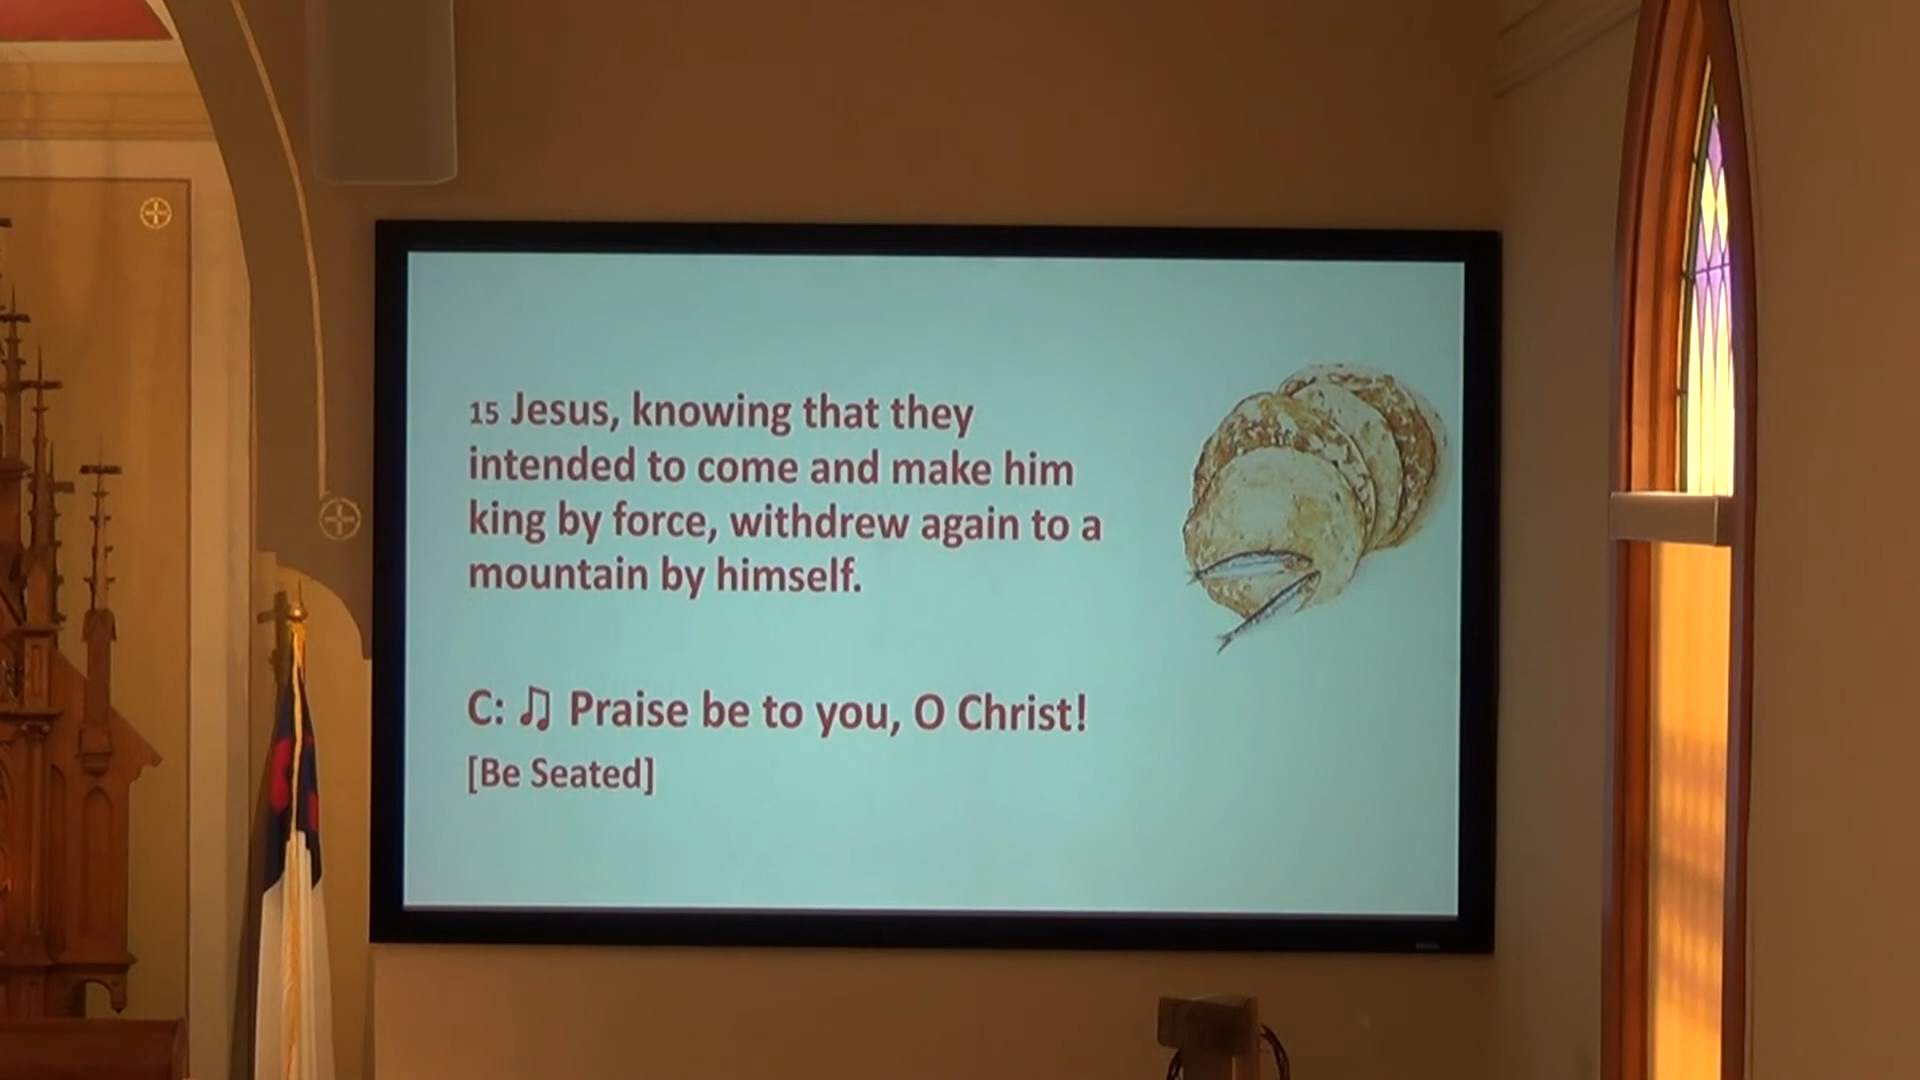 15 Jesus, knowing that they
intended to come and make him
king by force, withdrew again to a
mountain by himself.
C: ♫ Praise be to you, O Christ!
[Be Seated]